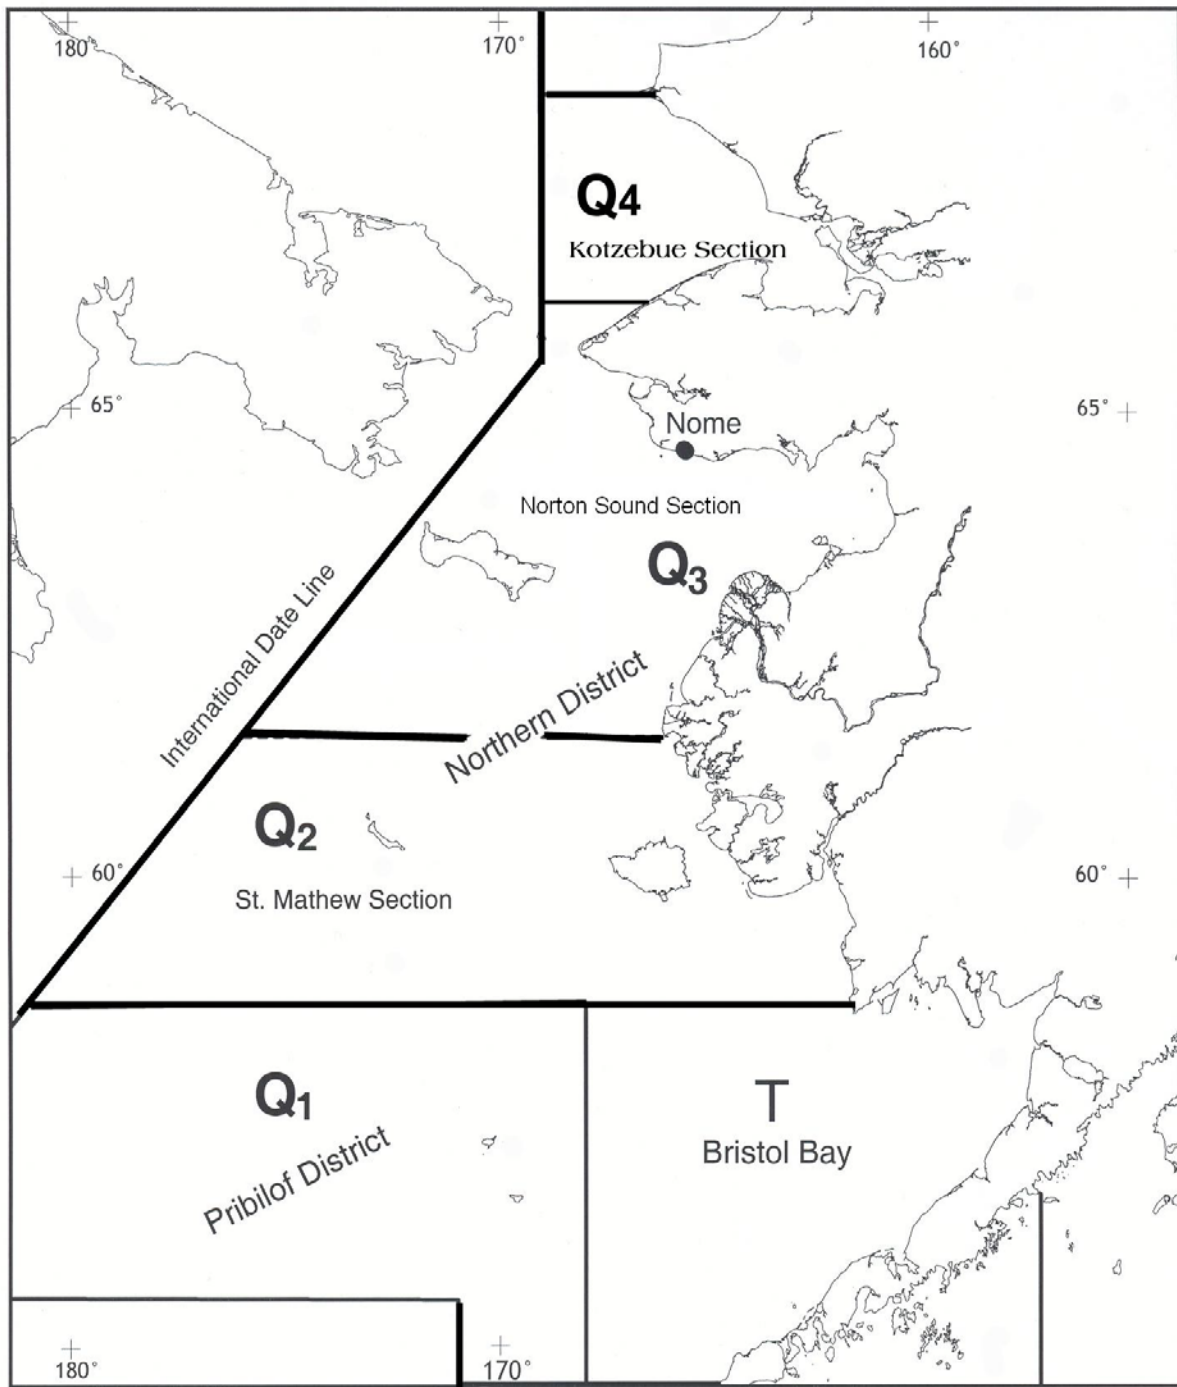 180°
170°
160°
Q4
Kotzebue Section
65°
65°
Nome
Norton Sound Section
Q3
International Date Line
Northern District
Q2
60°
60°
St. Mathew Section
Q1
T
Pribilof District
Bristol Bay
180°
170°